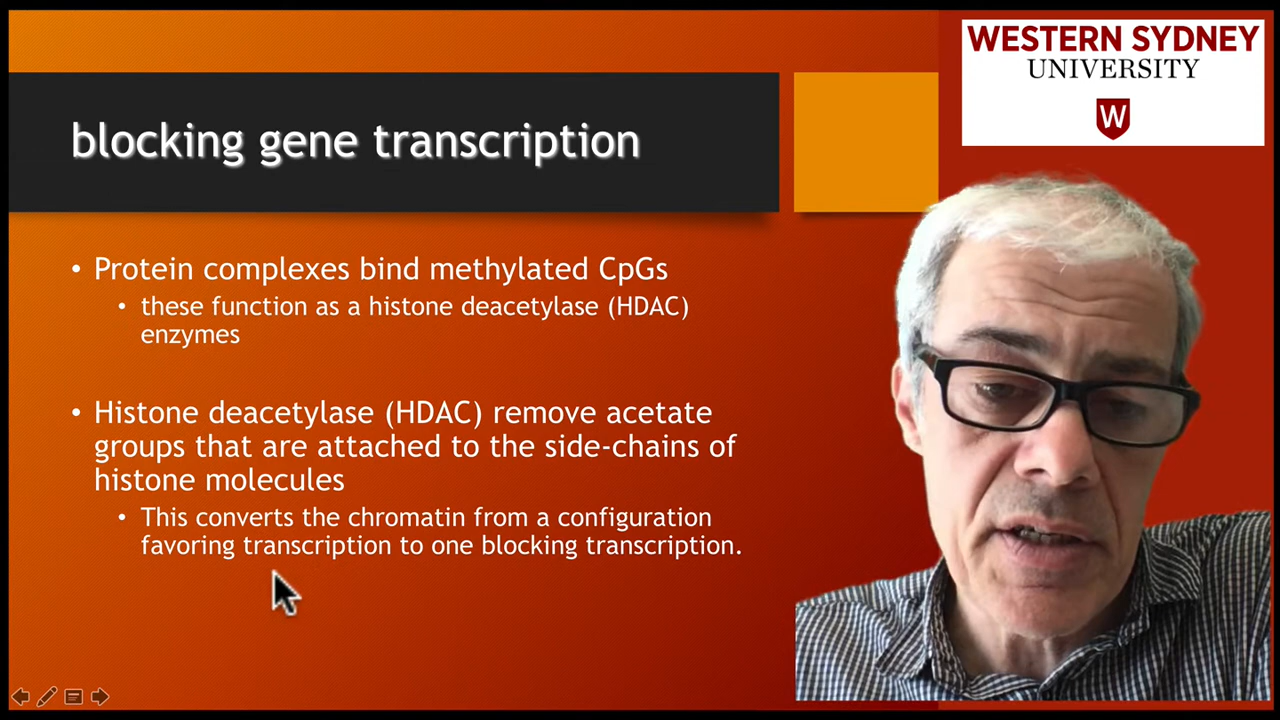 WESTERN SYDNEY
UNIVERSITY
W
blocking gene transcription
• Protein complexes bind methylated CpGs
• these function as a histone deacetylase (HDAC)
enzymes
• Histone deacetylase (HDAC) remove acetate
groups that are attached to the side-chains of
histone molecules
• This converts the chromatin from a configuration
favoring transcription to one blocking transcription.